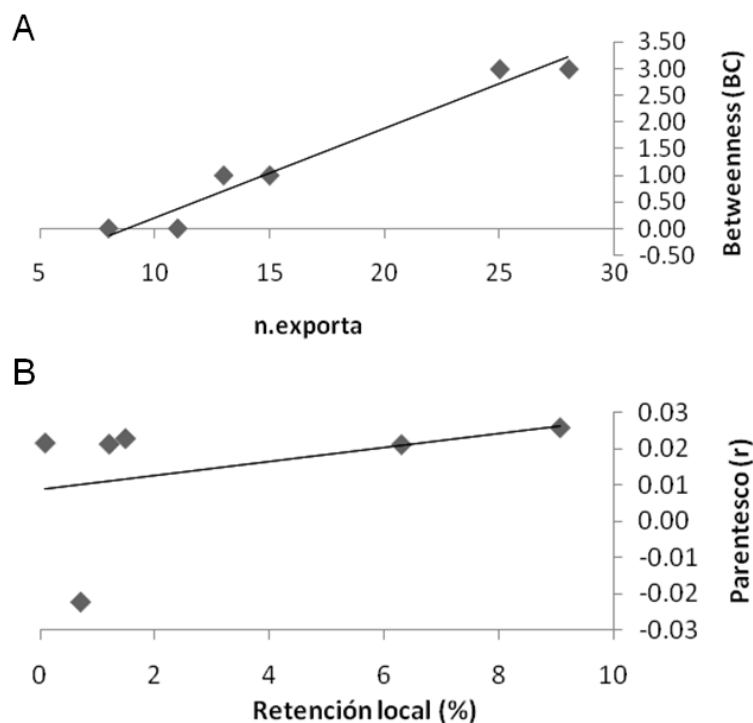 A
3.50
3.00
2.50
2.00
1.50
1.00
0.50
0.00
-0.50
Betweenness (BC)
5 10 15 20 25 30
n.exporta
B
0.03
0.02
0.01
0.00
-0.01
-0.02
-0.03
Parentesco (r)
0 2 4 6 8 10
Retención local (%)